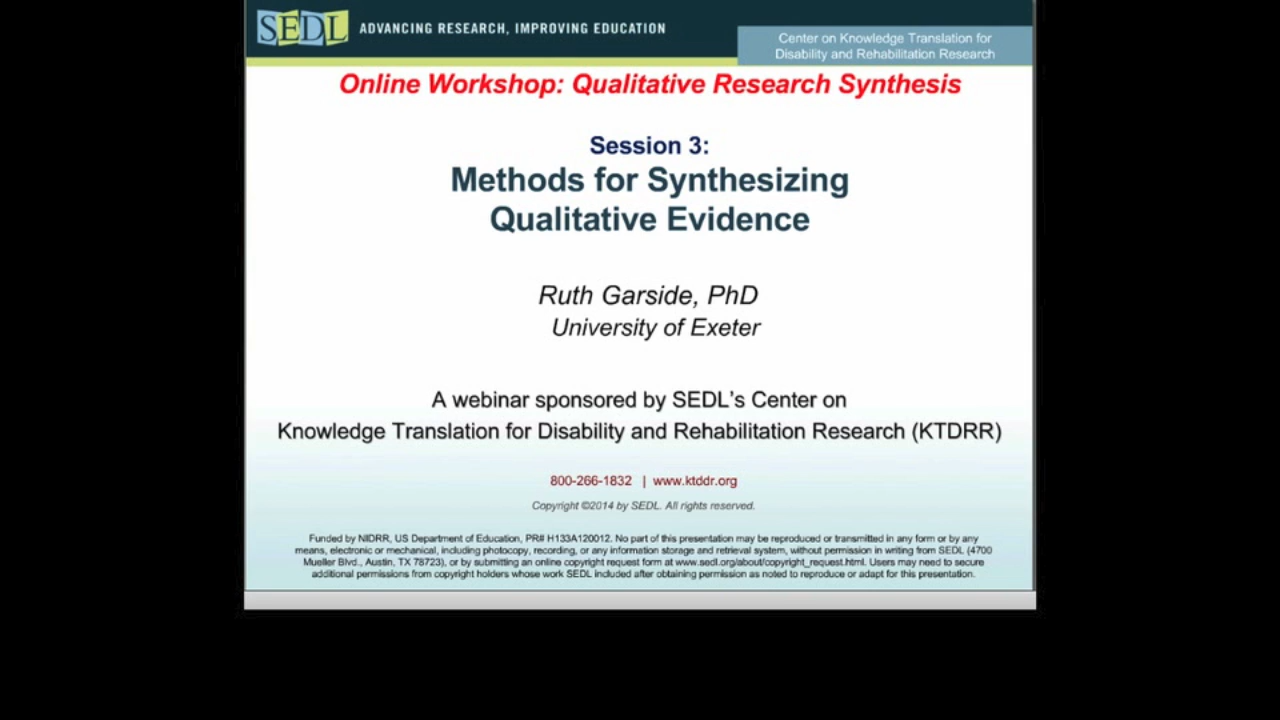 SEDL ADVANCING RESEARCH, IMPROVING EDUCATION
Center on Knowledge Translation for
Disability and Rehabilitation Research
Online Workshop: Qualitative Research Synthesis
Session 3:
Methods for Synthesizing
Qualitative Evidence
Ruth Garside, PhD
University of Exeter
A webinar sponsored by SEDL's Center on
Knowledge Translation for Disability and Rehabilitation Research (KTDRR)
800-266-1832 | www.ktddr.org
Copyright ©2014 by SEDL. All rights reserved.
Funded by NIDRR, US Department of Education, PR# H133A120012. No part of this presentation may be reproduced or transmitted in any form or by any
means, electronic or mechanical, including photocopy, recording, or any information storage and retrieval system, without permission in writing from SEDL (4700
Mueller Blvd., Austin, TX 78723), or by submitting an online copyright request form at www.sedl.org/about/copyright_request.html. Users may need to secure
additional permissions from copyright holders whose work SEDL included after obtaining permission as noted to reproduce or adapt for this presentation.